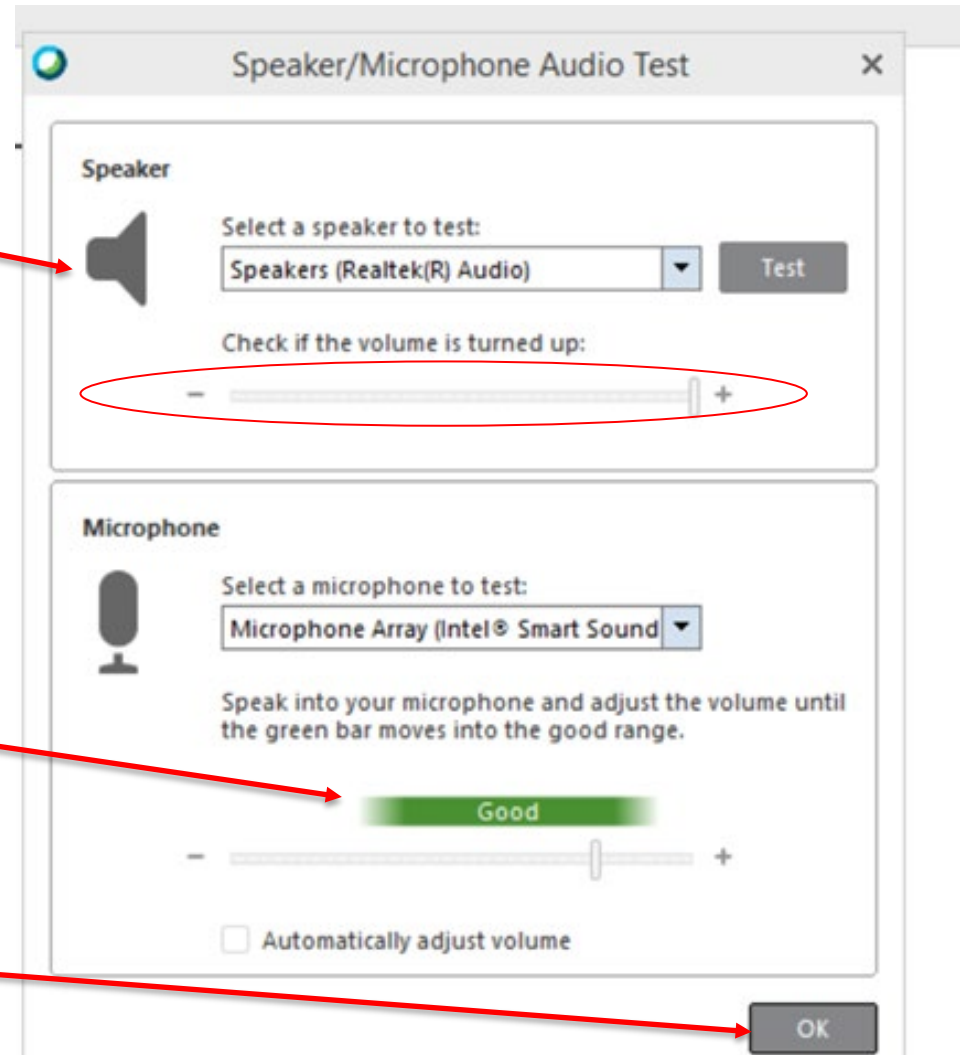 Speaker/Microphone Audio Test
Speaker
Select a speaker to test:
Speakers (Realtek(R) Audio)
Test
Check if the volume is turned up:
- +
Microphone
Select a microphone to test:
Microphone Array (Intel® Smart Sound
Speak into your microphone and adjust the volume until
the green bar moves into the good range.
Good
- +
Automatically adjust volume
OK